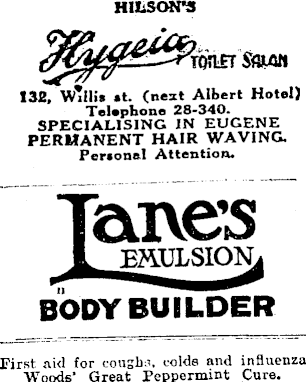 HILSON'S
Hygeia TOILET SALON
132, Willis st. (next Albert Hotel)
Telephone 28-340.
SPECIALISING IN EUGENE
PERMANENT HAIR WAVING.
Personal Attention.
Lane's
EMULSION
"
BODY BUILDER
First aid for coughs, colds and influenza
Woods' Great Peppermint Cure.